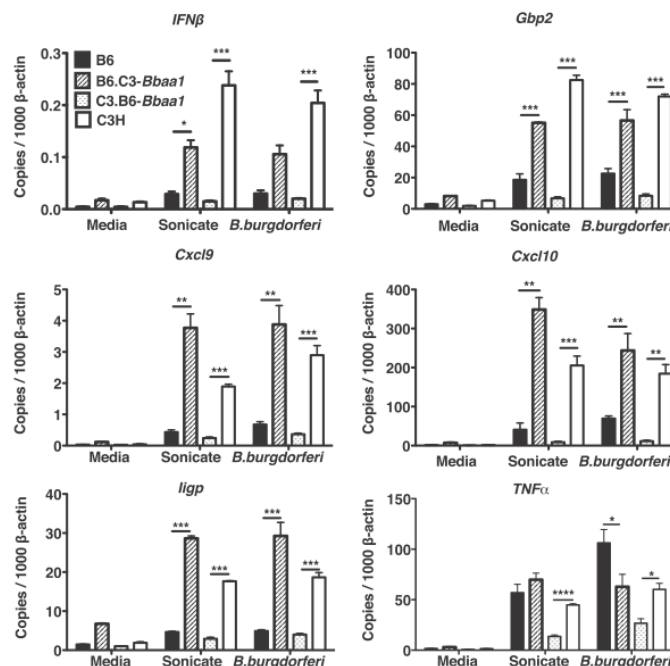 IFNβ
Copies / 1000 β-actin
0.3
0.2
0.1
0.0
B6
B6.C3-Bbaa1
C3.B6-Bbaa1
C3H
*
***
***
Media Sonicate B.burgdorferi
Gbp2
Copies / 1000 β-actin
100
80
60
40
20
0
***
***
***
***
Media Sonicate B.burgdorferi
Cxcl9
Copies / 1000 β-actin
5
4
3
2
1
0
**
***
**
***
Media Sonicate B.burgdorferi
Cxcl10
Copies / 1000 β-actin
400
300
200
100
0
**
***
**
**
Media Sonicate B.burgdorferi
Iigp
Copies / 1000 β-actin
40
30
20
10
0
***
***
***
***
Media Sonicate B.burgdorferi
TNFα
Copies / 1000 β-actin
150
100
50
0
****
*
*
Media Sonicate B.burgdorferi